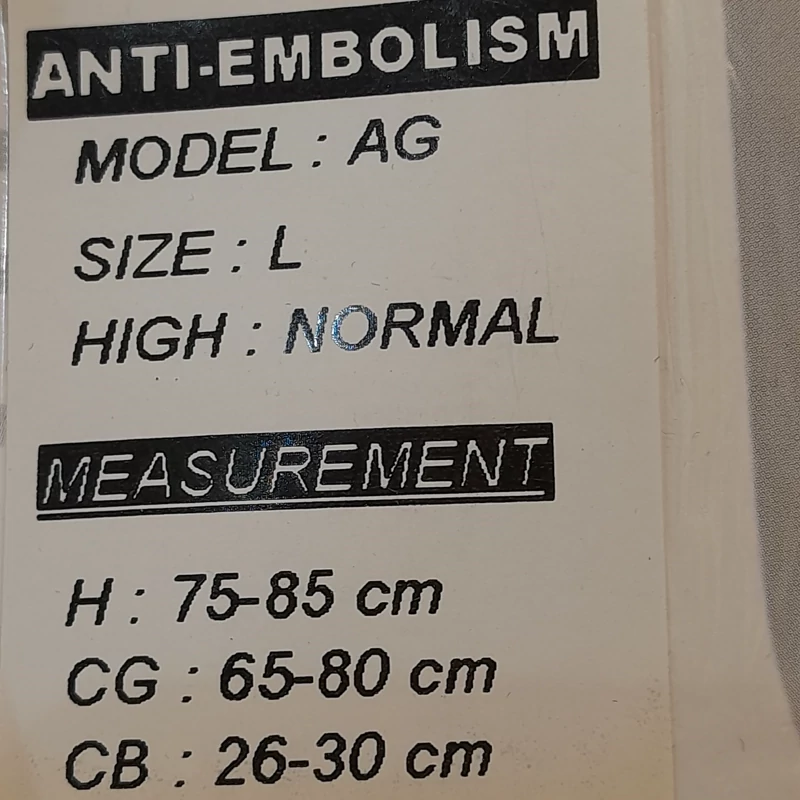 ANTI-EMBOLISM
MODEL : AG
SIZE : L
HIGH : NORMAL
MEASUREMENT
H : 75-85 cm
CG : 65-80 cm
CB : 26-30 cm